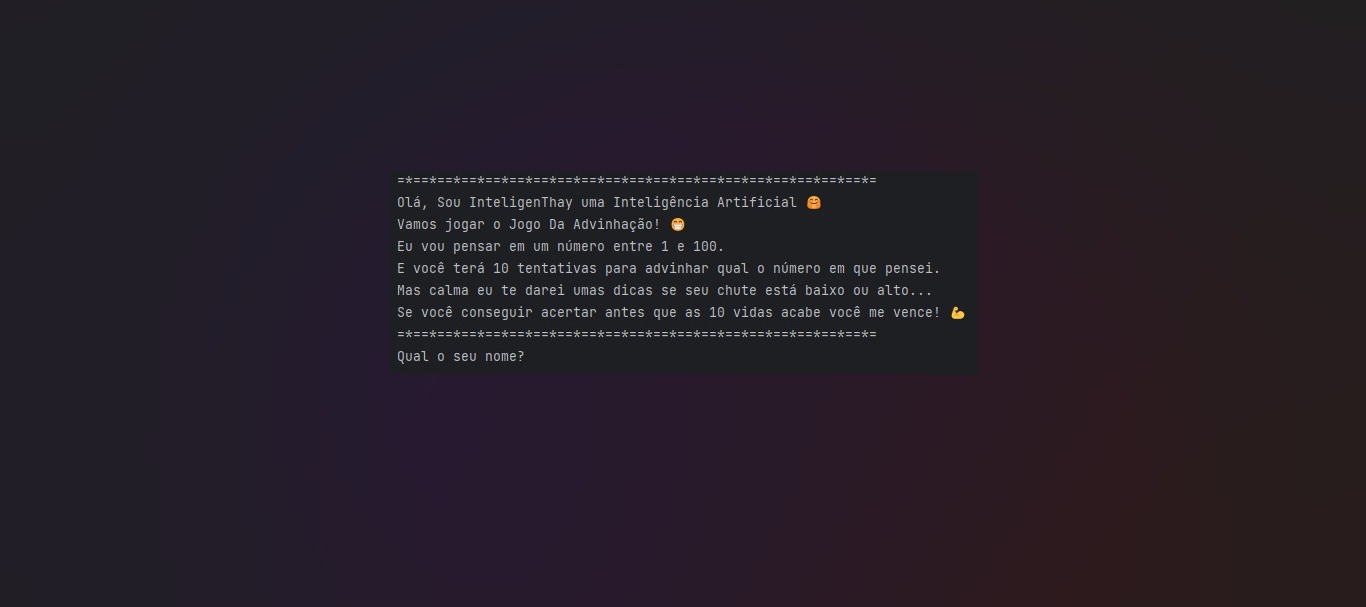 =*==*==*==*==*==*==*==*==*==*==*==*==*==*==*==*==*==*==*==*=
Olá, Sou InteligenThay uma Inteligência Artificial 🤗
Vamos jogar o Jogo Da Advinhação! 😁
Eu vou pensar em um número entre 1 e 100.
E você terá 10 tentativas para advinhar qual o número em que pensei.
Mas calma eu te darei umas dicas se seu chute está baixo ou alto...
Se você conseguir acertar antes que as 10 vidas acabe você me vence! 💪
=*==*==*==*==*==*==*==*==*==*==*==*==*==*==*==*==*==*==*==*=
Qual o seu nome?